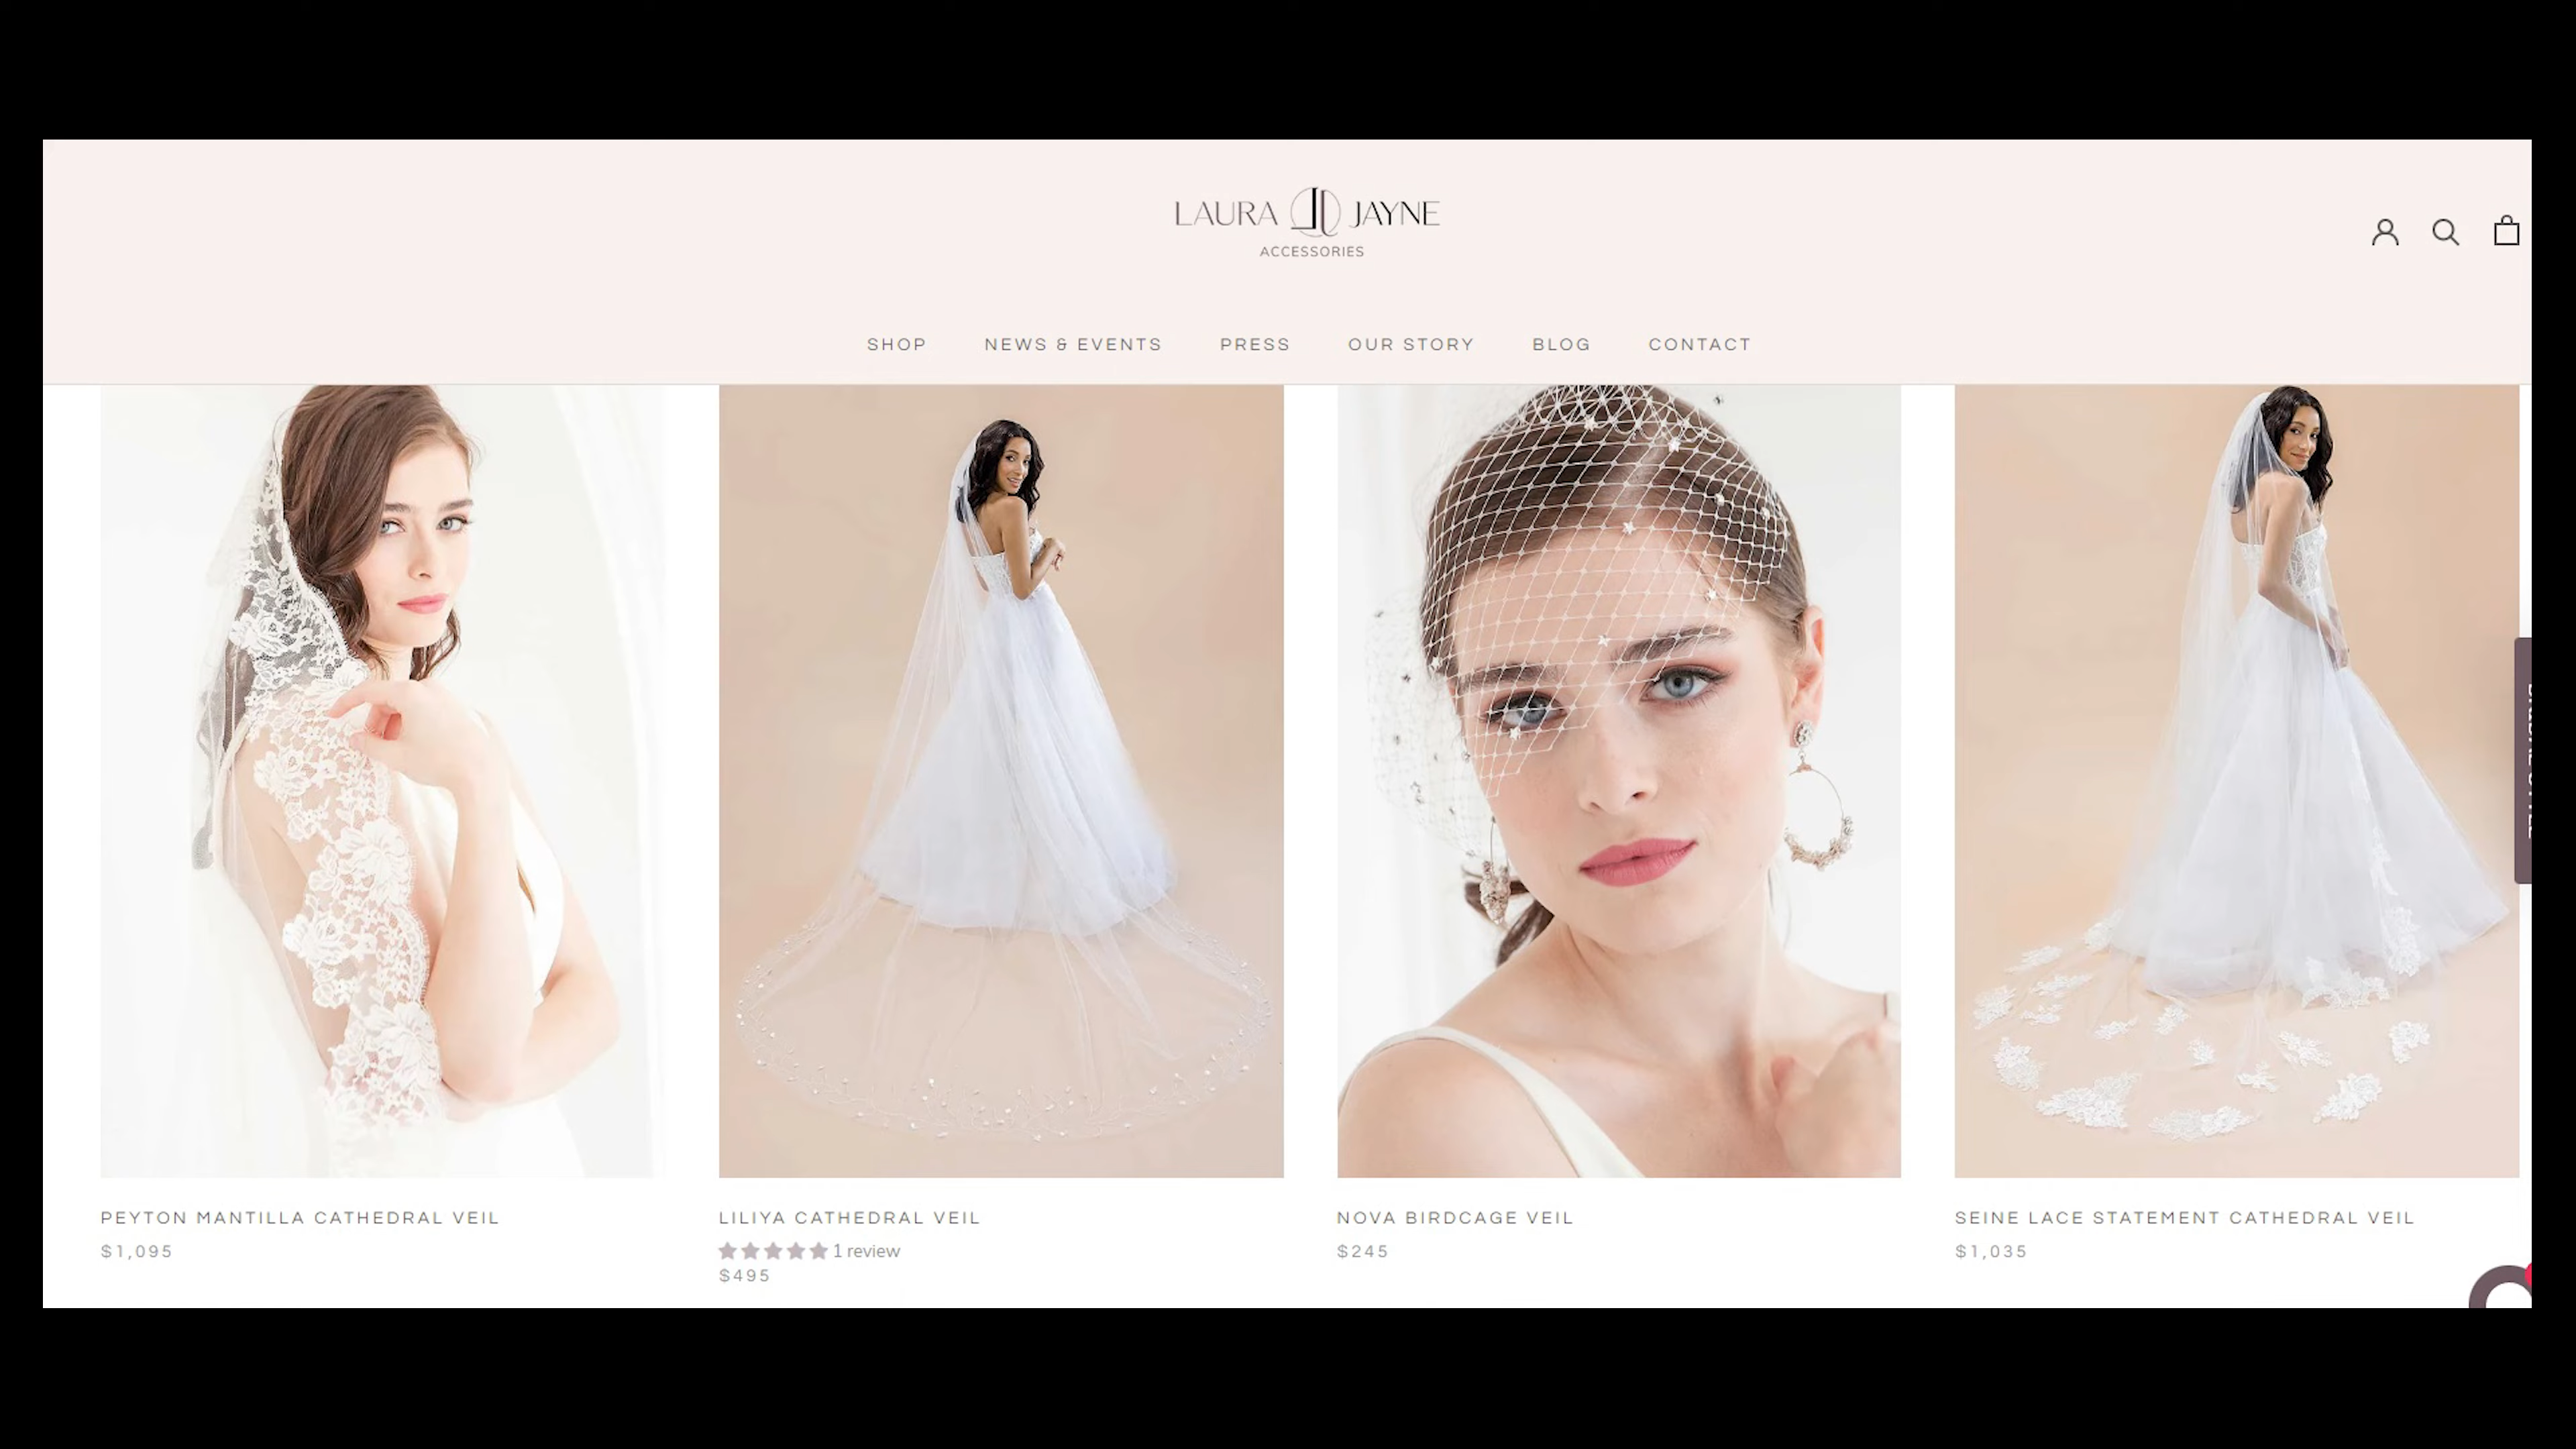 LAURA JAYNE
ACCESSORIES
SHOP NEWS & EVENTS PRESS OUR STORY BLOG CONTACT
PEYTON MANTILLA CATHEDRAL VEIL
$1,095
LILIYA CATHEDRAL VEIL
1 review
$495
NOVA BIRDCAGE VEIL
$245
SEINE LACE STATEMENT CATHEDRAL VEIL
$1,035